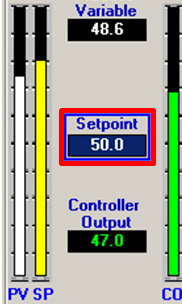 Variable
48.6
Setpoint
50.0
Controller
Output
47.0
PV SP
CO